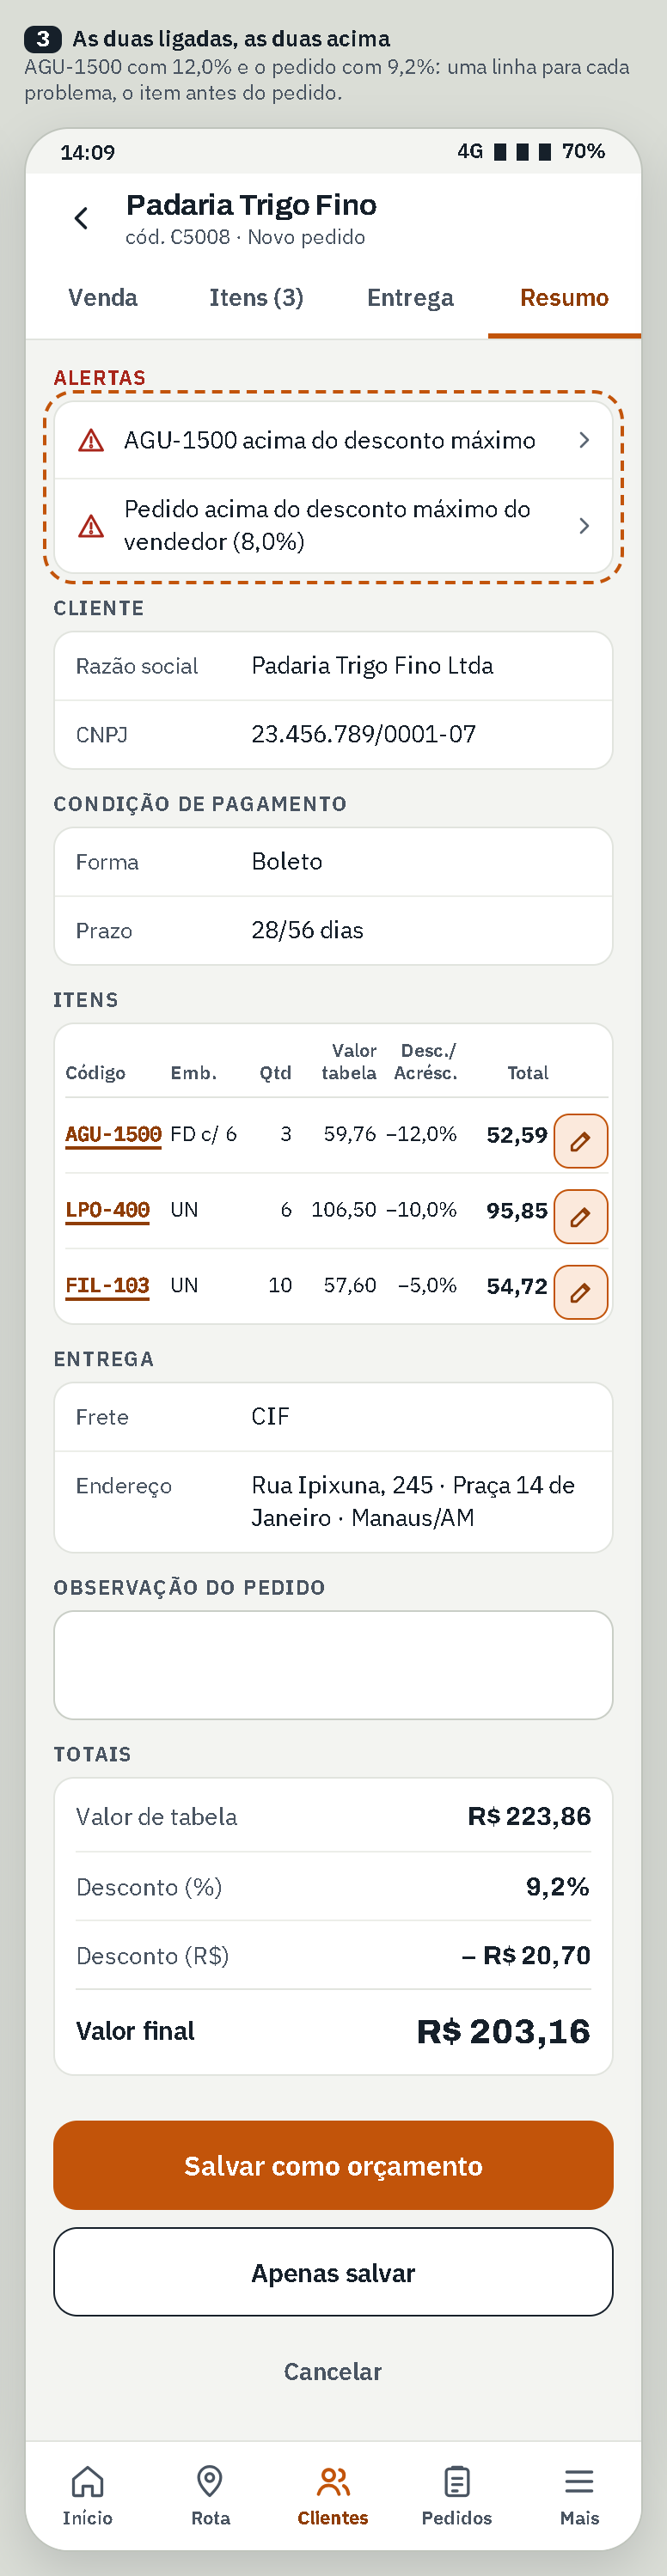 3 As duas ligadas, as duas acima
AGU-1500 com 12,0% e o pedido com 9,2%: uma linha para cada
problema, o item antes do pedido.
14:09 4G 70%
Padaria Trigo Fino
cód. C5008 · Novo pedido
Venda Itens (3) Entrega Resumo
ALERTAS
AGU-1500 acima do desconto máximo
Pedido acima do desconto máximo do
vendedor (8,0%)
CLIENTE
Razão social Padaria Trigo Fino Ltda
CNPJ 23.456.789/0001-07
CONDIÇÃO DE PAGAMENTO
Forma Boleto
Prazo 28/56 dias
ITENS
Valor Desc./
Código Emb. Qtd tabela Acrésc. Total
AGU-1500 FD c/ 6 3 59,76 −12,0% 52,59
LPO-400 UN 6 106,50 −10,0% 95,85
FIL-103 UN 10 57,60 −5,0% 54,72
ENTREGA
Frete CIF
Endereço Rua Ipixuna, 245 · Praça 14 de
Janeiro · Manaus/AM
OBSERVAÇÃO DO PEDIDO
TOTAIS
Valor de tabela R$ 223,86
Desconto (%) 9,2%
Desconto (R$) – R$ 20,70
Valor final R$ 203,16
Salvar como orçamento
Apenas salvar
Cancelar
Início Rota Clientes Pedidos Mais